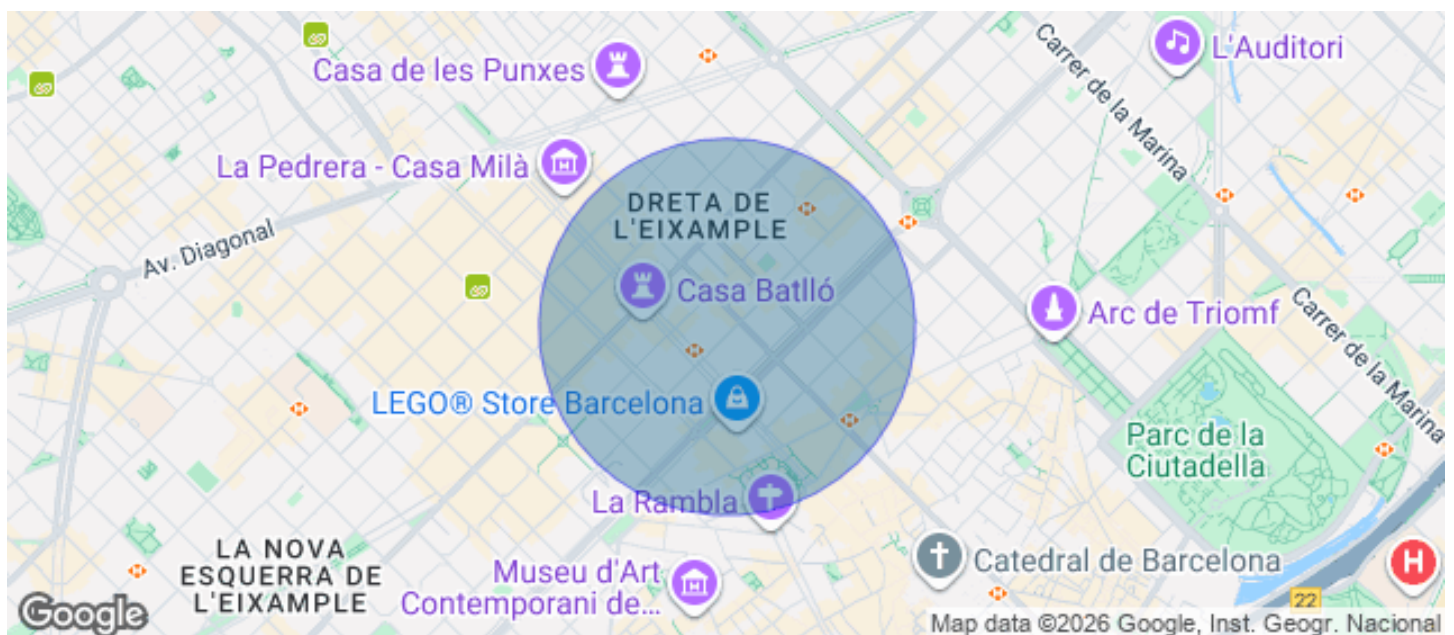 Casa de les Punxes
L'Auditori
Carrer de la Marina
La Pedrera - Casa Milà
DRETA DE
L'EIXAMPLE
Av. Diagonal
Casa Batlló
Arc de Triomf
Carrer de la Marina
LEGO® Store Barcelona
Parc de la
Ciutadella
La Rambla
LA NOVA
ESQUERRA DE
L'EIXAMPLE
Museu d'Art
Contemporani de...
Catedral de Barcelona
H
22
Google
Map data ©2026 Google, Inst. Geogr. Nacional